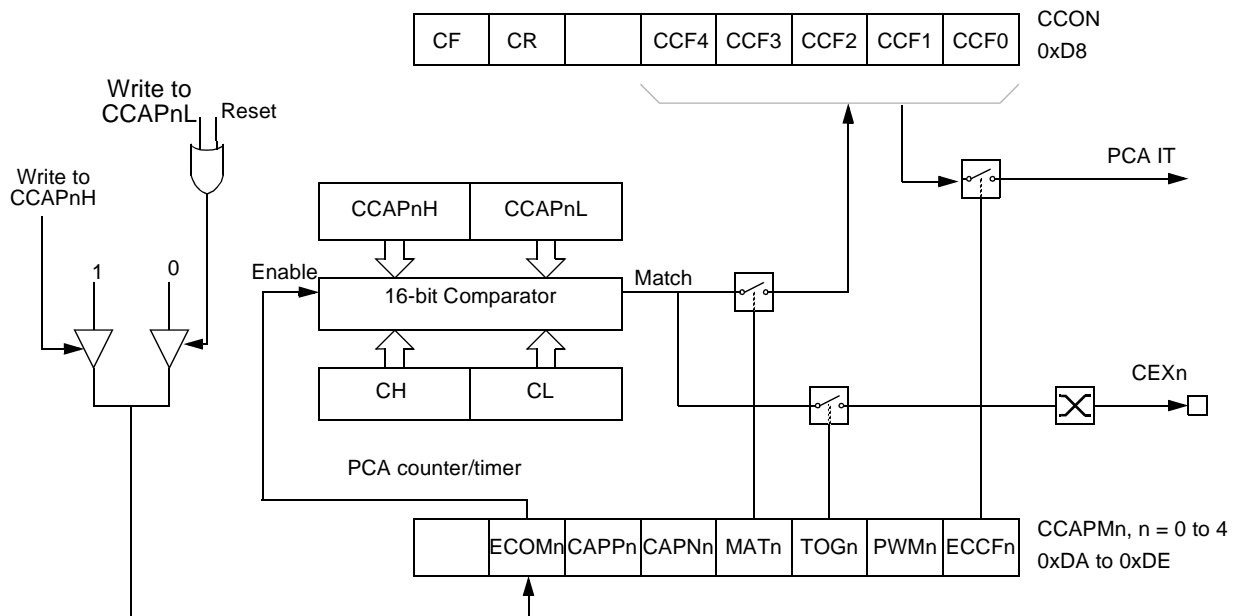 CF CR CCF4 CCF3 CCF2 CCF1 CCF0
CCON
0xD8
Write to
CCAPnL
Reset
Write to
CCAPnH
PCA IT
CCAPnH CCAPnL
1
0
Enable
16-bit Comparator
Match
CH CL
CEXn
PCA counter/timer
ECOMn CAPPn CAPNn MATn TOGn PWMn ECCFn
CCAPMn, n = 0 to 4
0xDA to 0xDE